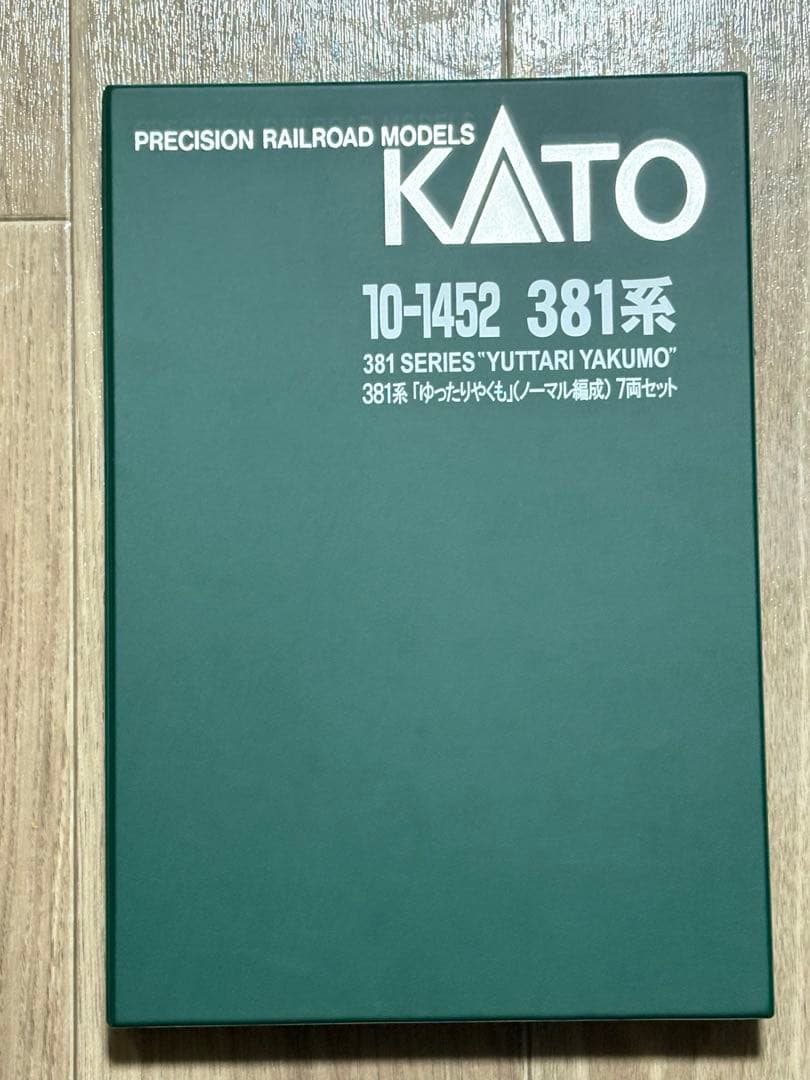 PRECISION RAILROAD MODELS
KATO
10-1452 381系
381 SERIES "YUTTARI YAKUMO"
381系「ゆったりやくも」(ノーマル編成) 7両セット